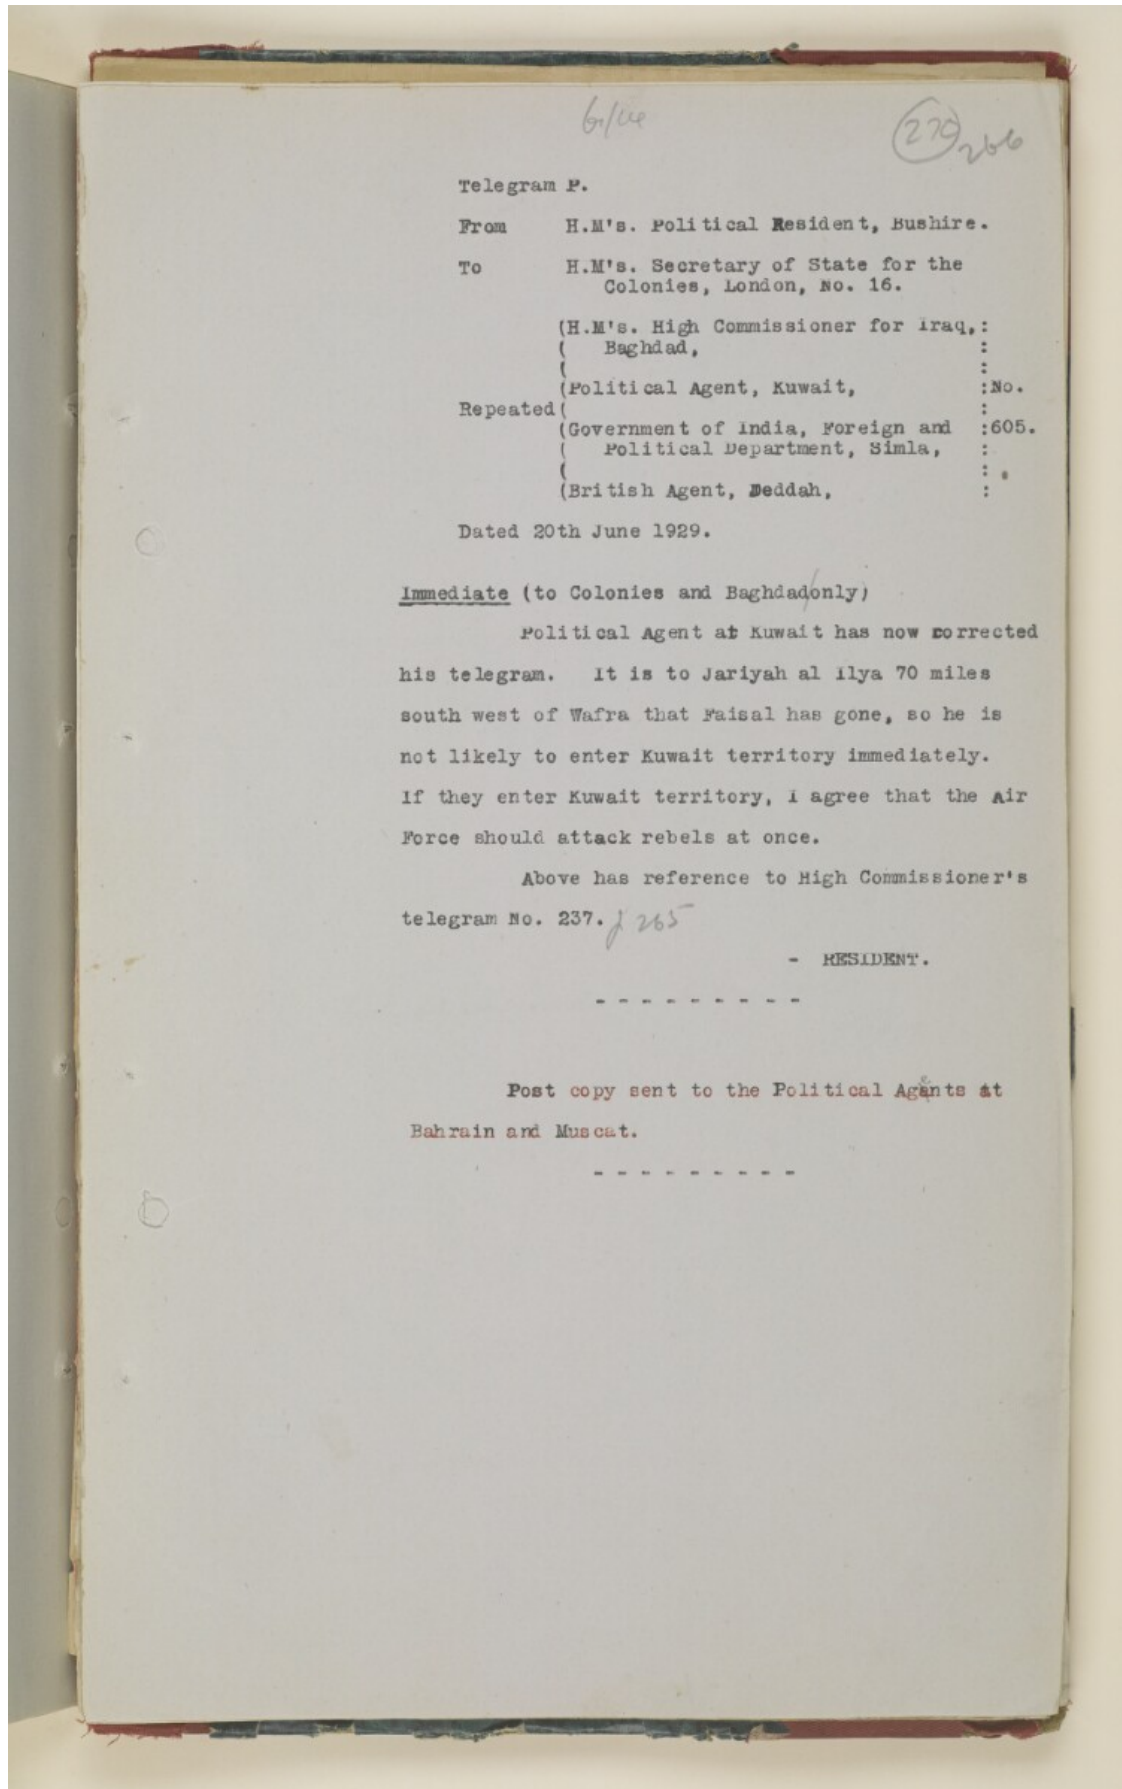 6/14
270 266
Telegram P.
From H.M's. Political Resident, Bushire.
To H.M's. Secretary of State for the
Colonies, London, No. 16.
(H.M's. High Commissioner for Iraq, :
( Baghdad, :
( :
(Political Agent, Kuwait, :No.
Repeated( :
(Government of India, Foreign and :605.
( Political Department, Simla, :
( :
(British Agent, Jeddah, :
Dated 20th June 1929.
Immediate (to Colonies and Baghdad/only)
Political Agent at Kuwait has now corrected
his telegram. It is to Jariyah al Ilya 70 miles
south west of Wafra that Faisal has gone, so he is
not likely to enter Kuwait territory immediately.
If they enter Kuwait territory, I agree that the Air
Force should attack rebels at once.
Above has reference to High Commissioner's
telegram No. 237. f 265
- RESIDENT.
- - - - - - - - -
Post copy sent to the Political Agents at
Bahrain and Muscat.
- - - - - - - - -